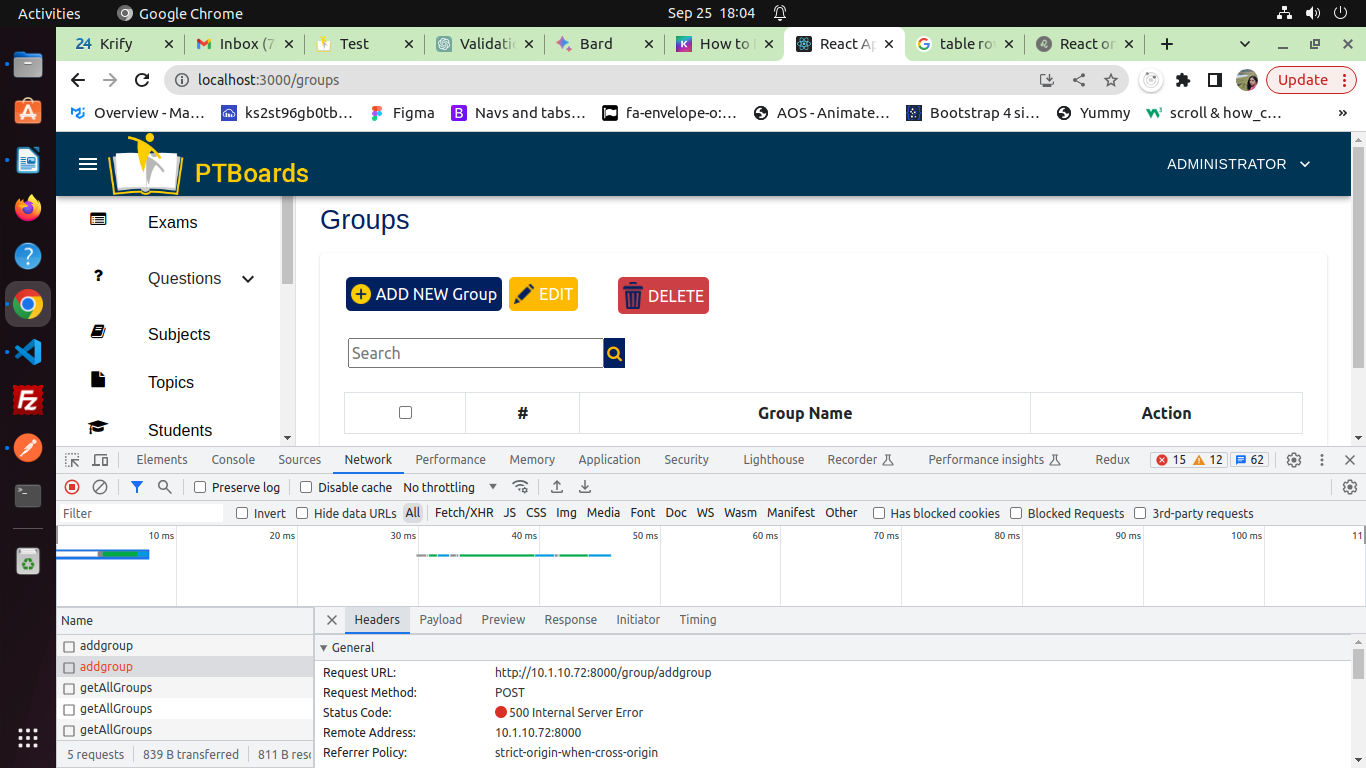 Activities Google Chrome Sep 25 18:04
24 Krify Inbox (7 Test Validatio Bard How to React Ap table ro React or
localhost:3000/groups Update
Overview - Ma… ks2st96gb0tb… Figma Navs and tabs… fa-envelope-o:… AOS - Animate… Bootstrap 4 si… Yummy scroll & how_c… »
PTBoards ADMINISTRATOR
Groups
Exams
Questions
Subjects
Topics
Students
ADD NEW Group EDIT DELETE
Search
# Group Name Action
Elements Console Sources Network Performance Memory Application Security Lighthouse Recorder Performance insights Redux 15 12 62
Preserve log Disable cache No throttling
Filter Invert Hide data URLs All Fetch/XHR JS CSS Img Media Font Doc WS Wasm Manifest Other Has blocked cookies Blocked Requests 3rd-party requests
10 ms 20 ms 30 ms 40 ms 50 ms 60 ms 70 ms 80 ms 90 ms 100 ms 11
Name
addgroup
addgroup
getAllGroups
getAllGroups
getAllGroups
5 requests 839 B transferred 811 B resc
Headers Payload Preview Response Initiator Timing
General
Request URL: http://10.1.10.72:8000/group/addgroup
Request Method: POST
Status Code: 500 Internal Server Error
Remote Address: 10.1.10.72:8000
Referrer Policy: strict-origin-when-cross-origin